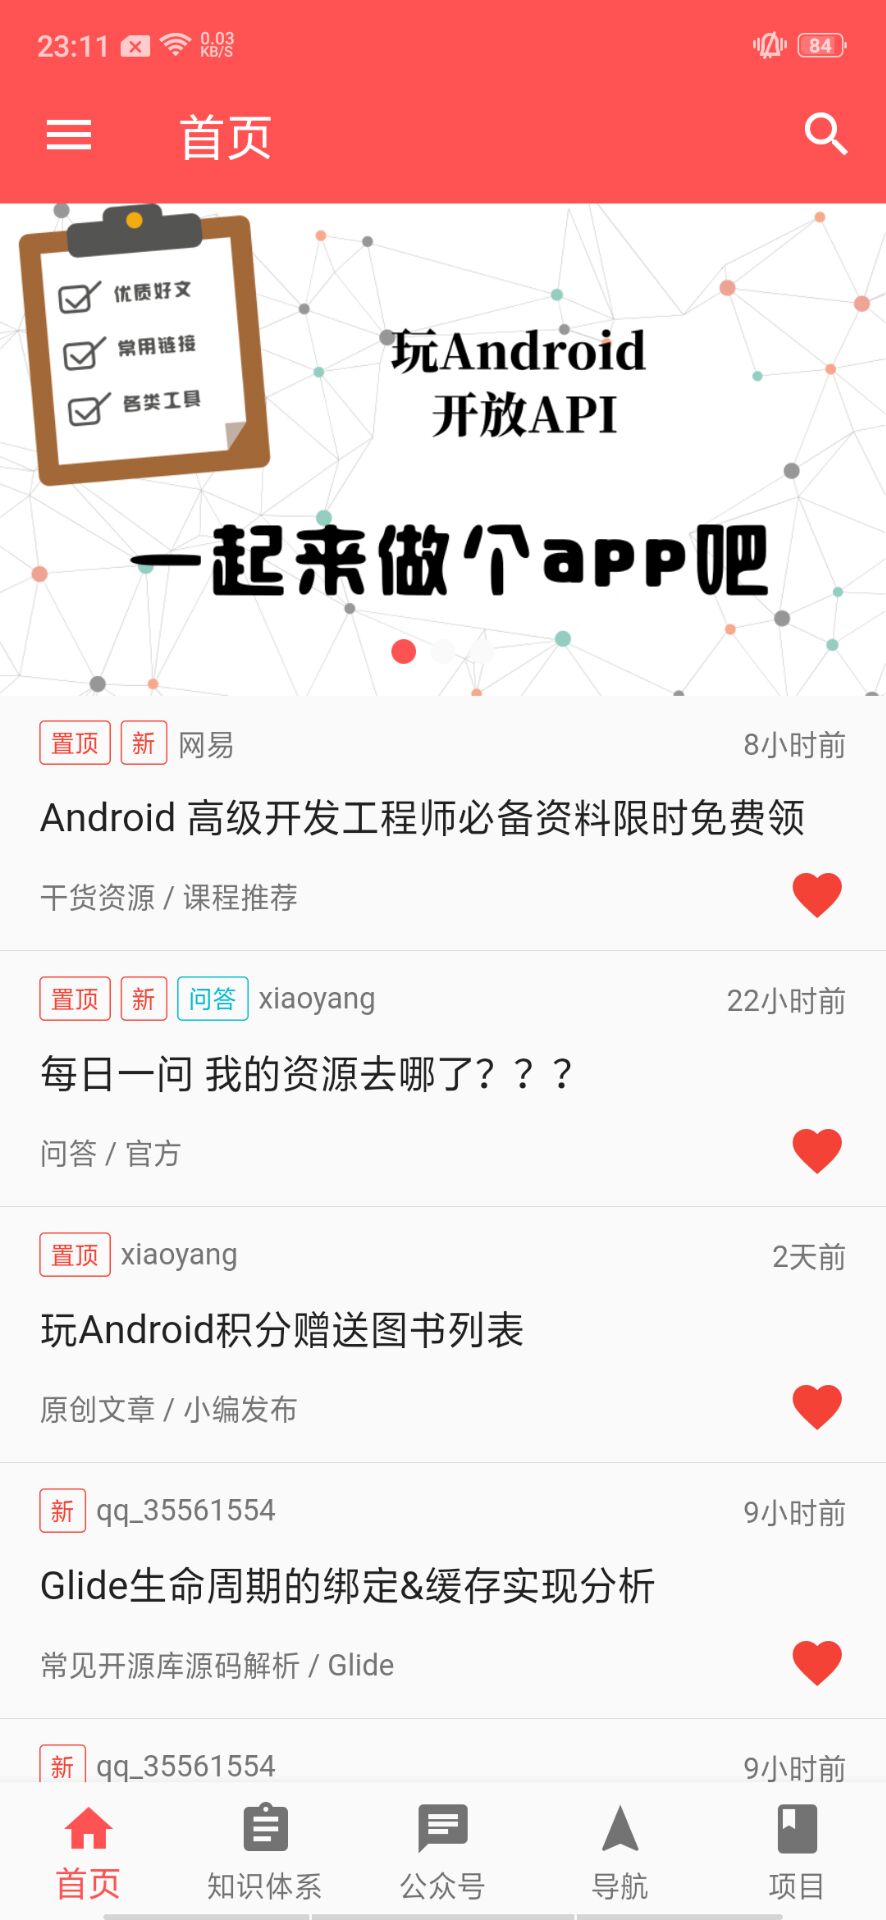 23:11 0.03 KB/S 84
首页
优质好文
常用链接
各类工具
玩Android
开放API
一起来做个app吧
置顶 新 网易 8小时前
Android 高级开发工程师必备资料限时免费领
干货资源 / 课程推荐
置顶 新 问答 xiaoyang 22小时前
每日一问 我的资源去哪了？？？
问答 / 官方
置顶 xiaoyang 2天前
玩Android积分赠送图书列表
原创文章 / 小编发布
新 qq_35561554 9小时前
Glide生命周期的绑定&缓存实现分析
常见开源库源码解析 / Glide
新 qq_35561554 9小时前
首页 知识体系 公众号 导航 项目